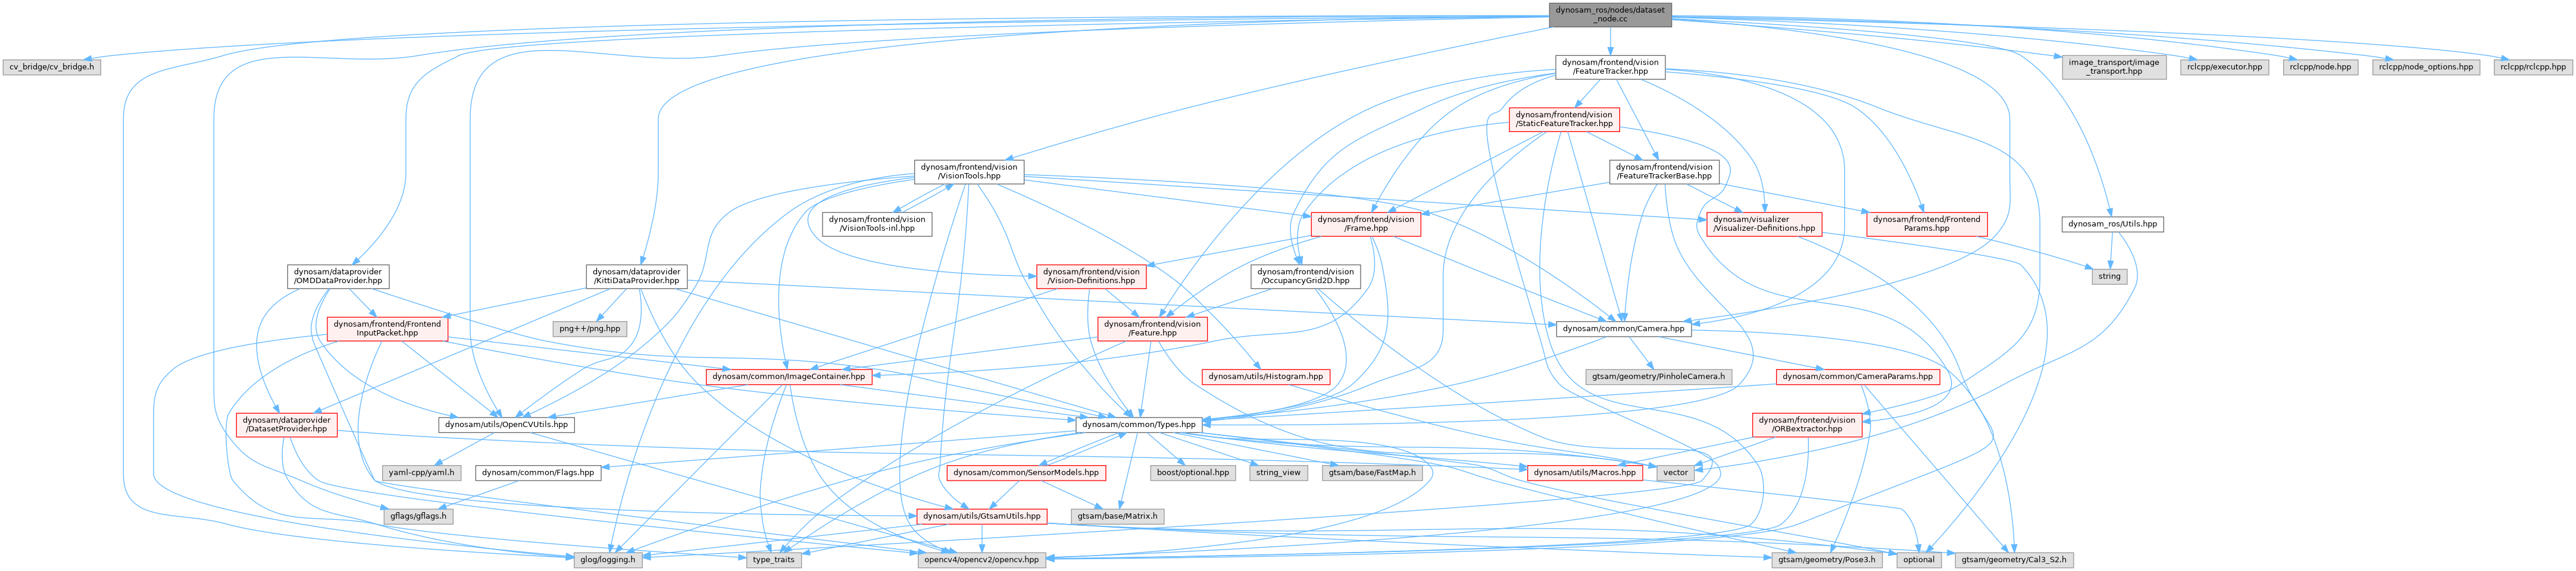 dynosam_ros/nodes/dataset
_node.cc
cv_bridge/cv_bridge.h
dynosam/frontend/vision
/FeatureTracker.hpp
image_transport/image
_transport.hpp
rclcpp/executor.hpp
rclcpp/node.hpp
rclcpp/node_options.hpp
rclcpp/rclcpp.hpp
dynosam/frontend/vision
/StaticFeatureTracker.hpp
dynosam/frontend/vision
/VisionTools.hpp
dynosam/frontend/vision
/FeatureTrackerBase.hpp
dynosam/frontend/vision
/VisionTools-inl.hpp
dynosam/frontend/vision
/Frame.hpp
dynosam/visualizer
/Visualizer-Definitions.hpp
dynosam/frontend/Frontend
Params.hpp
dynosam_ros/Utils.hpp
dynosam/dataprovider
/OMDDataProvider.hpp
dynosam/dataprovider
/KittiDataProvider.hpp
dynosam/frontend/vision
/Vision-Definitions.hpp
dynosam/frontend/vision
/OccupancyGrid2D.hpp
string
dynosam/frontend/Frontend
InputPacket.hpp
png++/png.hpp
dynosam/frontend/vision
/Feature.hpp
dynosam/common/Camera.hpp
dynosam/common/ImageContainer.hpp
dynosam/utils/Histogram.hpp
gtsam/geometry/PinholeCamera.h
dynosam/common/CameraParams.hpp
dynosam/dataprovider
/DatasetProvider.hpp
dynosam/utils/OpenCVUtils.hpp
dynosam/common/Types.hpp
dynosam/frontend/vision
/ORBextractor.hpp
yaml-cpp/yaml.h
dynosam/common/Flags.hpp
dynosam/common/SensorModels.hpp
boost/optional.hpp
string_view
gtsam/base/FastMap.h
dynosam/utils/Macros.hpp
vector
gflags/gflags.h
dynosam/utils/GtsamUtils.hpp
gtsam/base/Matrix.h
glog/logging.h
type_traits
opencv4/opencv2/opencv.hpp
gtsam/geometry/Pose3.h
optional
gtsam/geometry/Cal3_S2.h